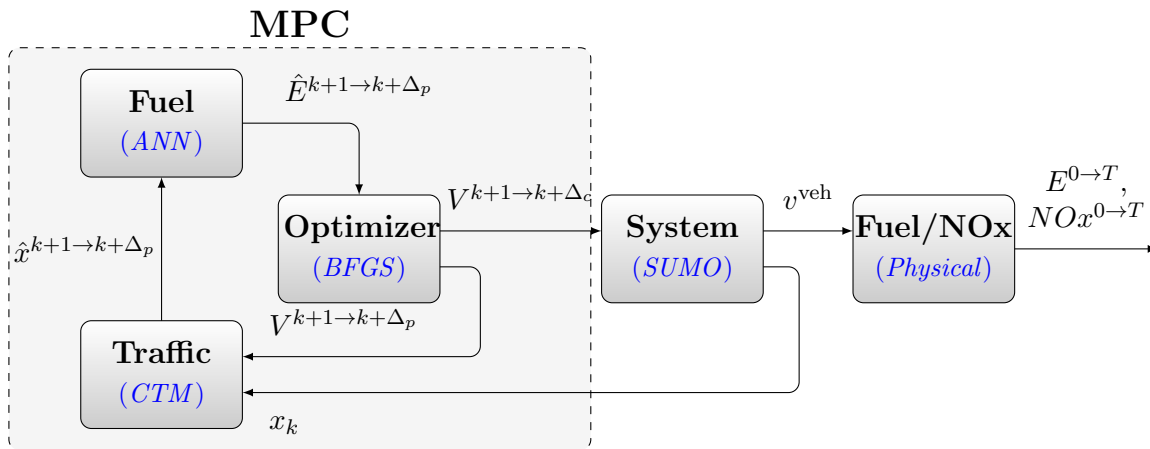 MPC
Fuel
(ANN)
Ê^{k+1→k+Δ_p}
x̂^{k+1→k+Δ_p}
Optimizer
(BFGS)
V^{k+1→k+Δ_c}
V^{k+1→k+Δ_p}
Traffic
(CTM)
x_k
System
(SUMO)
v^{veh}
Fuel/NOx
(Physical)
E^{0→T},
NOx^{0→T}